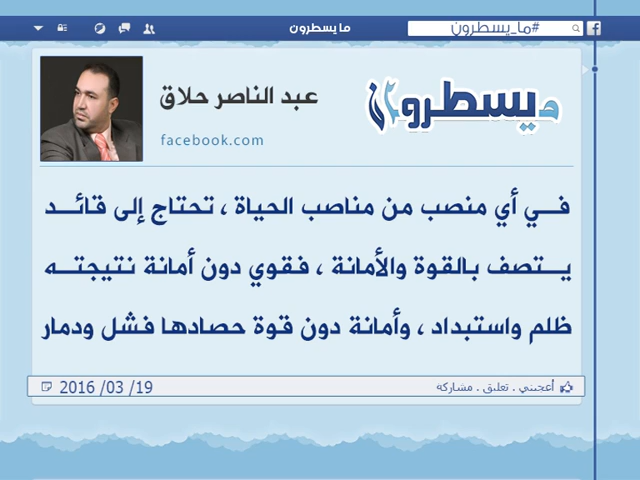 ما يسطرون
#ما_يسطرون
عبد الناصر حلاق
facebook.com
ما يسطرون
فـي أي منصب من مناصب الحياة ، تحتاج إلى قائـد
يـتصف بالقوة والأمانة ، فقوي دون أمانة نتيجتـه
ظلم واستبداد ، وأمانة دون قوة حصادها فشل ودمار
أعجبني . تعليق . مشاركه
2016 /03 /19